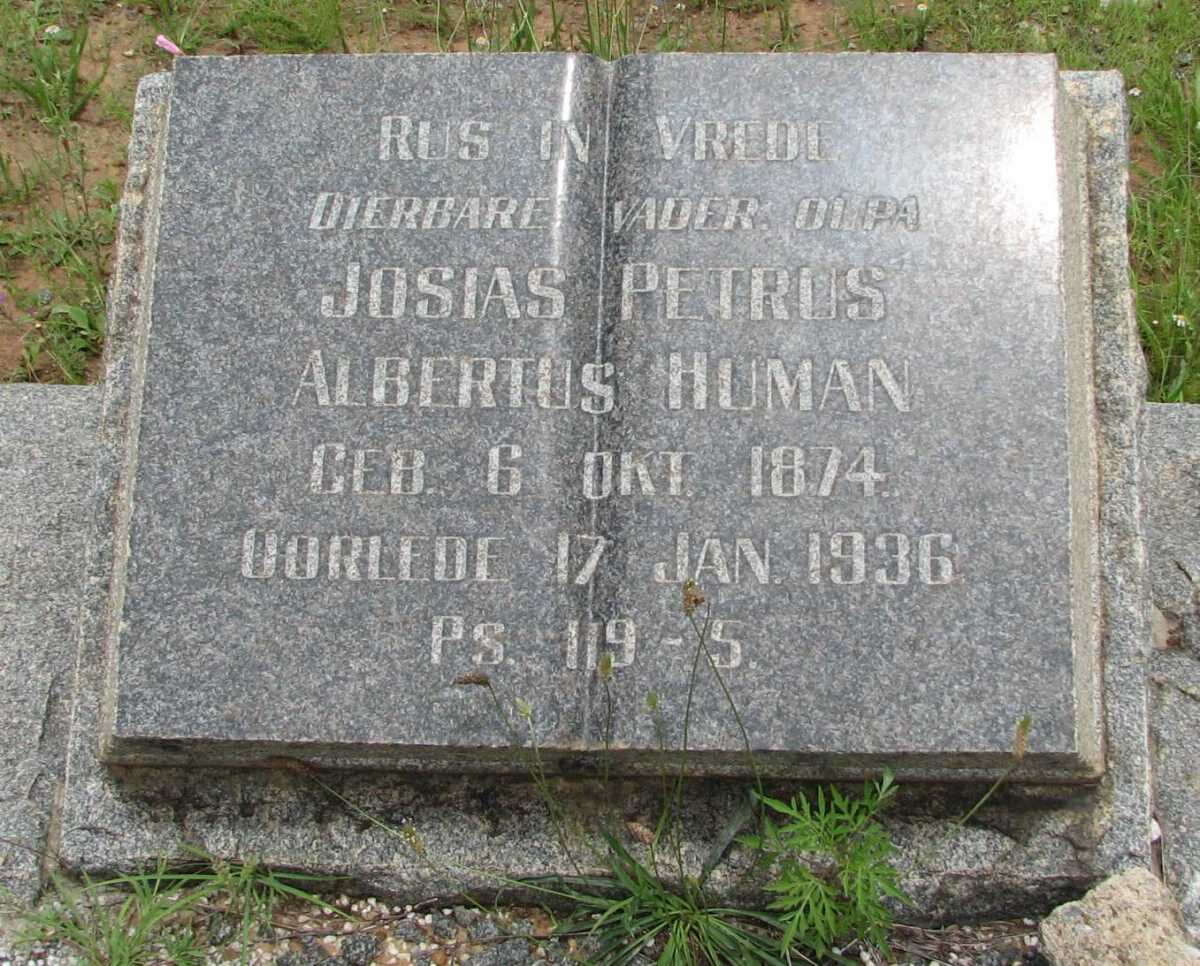 RUS IN VREDE
DIERBARE VADER. OUPA
JOSIAS PETRUS
ALBERTUS HUMAN
GEB. 6 OKT. 1874.
OORLEDE 17 JAN. 1936
PS. 119 - 5.